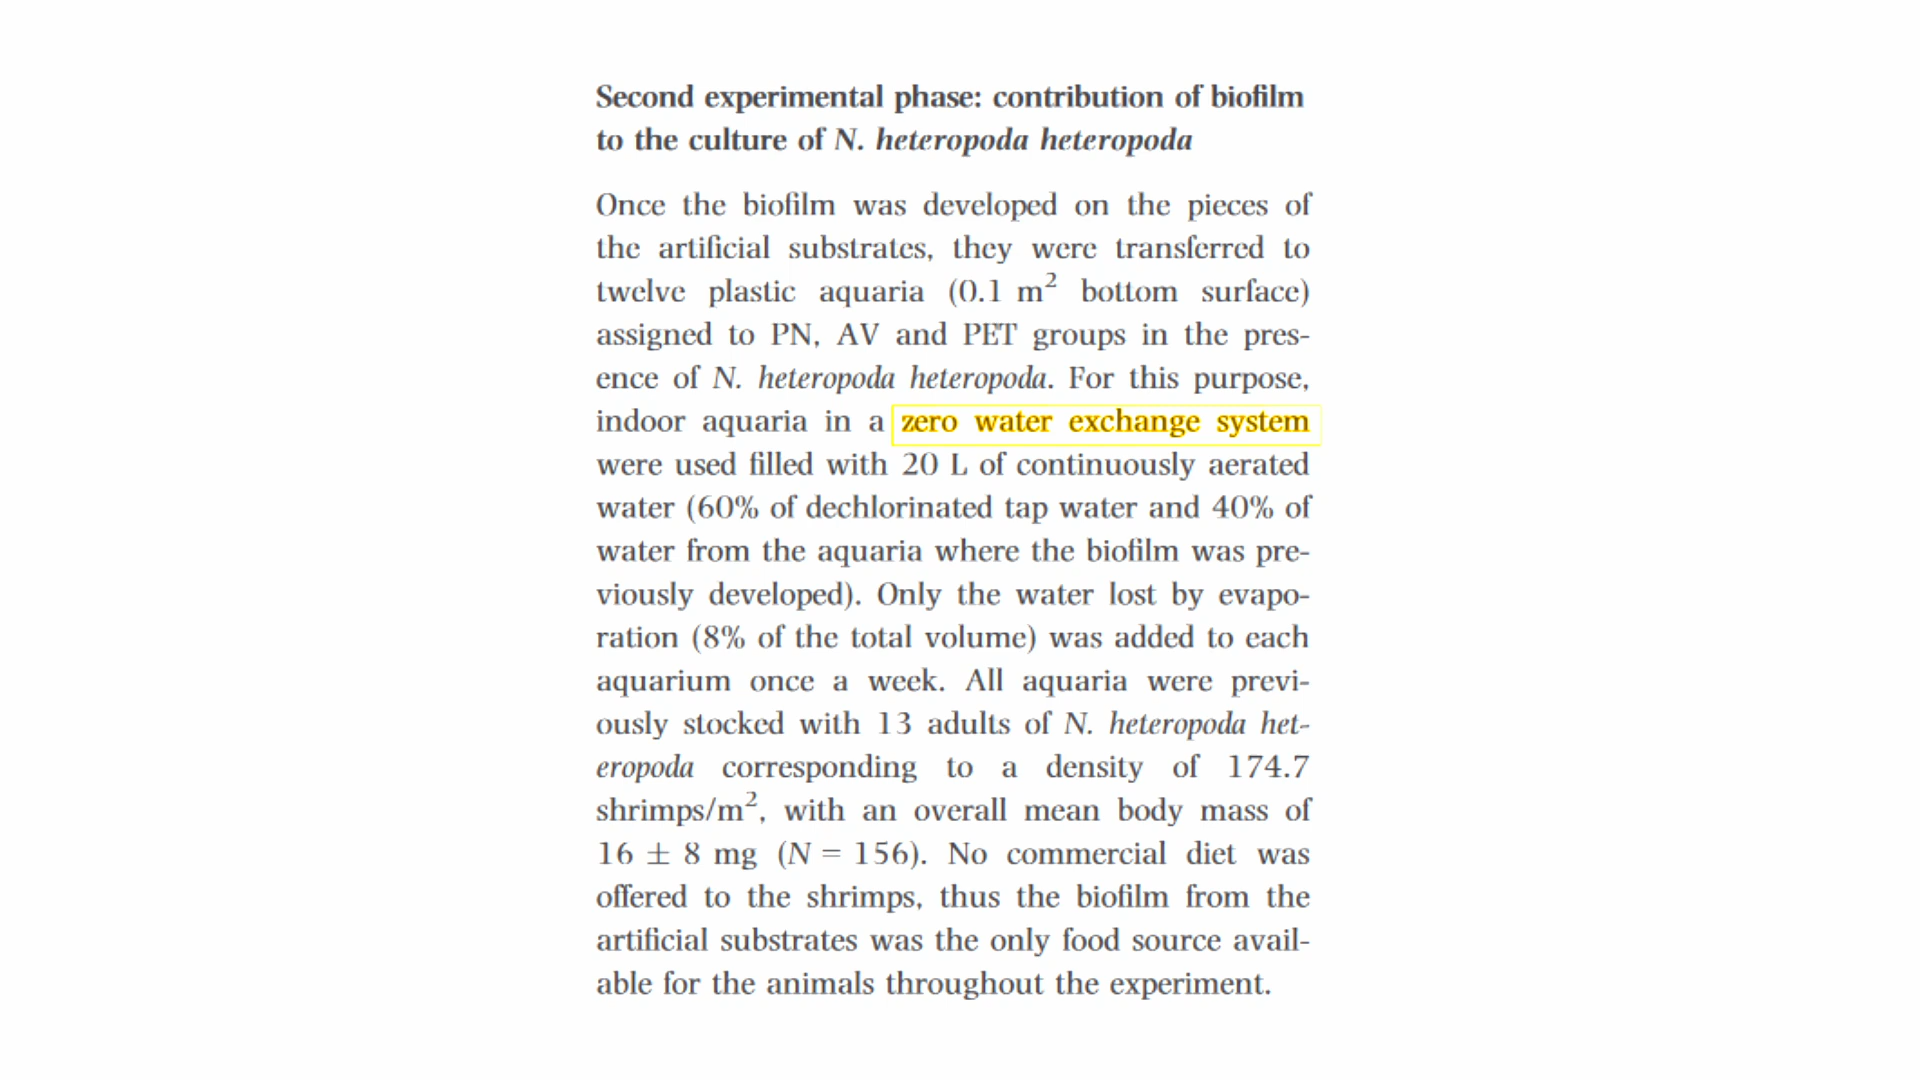 Second experimental phase: contribution of biofilm
to the culture of N. heteropoda heteropoda
Once the biofilm was developed on the pieces of
the artificial substrates, they were transferred to
twelve plastic aquaria (0.1 m² bottom surface)
assigned to PN, AV and PET groups in the pres-
ence of N. heteropoda heteropoda. For this purpose,
indoor aquaria in a zero water exchange system
were used filled with 20 L of continuously aerated
water (60% of dechlorinated tap water and 40% of
water from the aquaria where the biofilm was pre-
viously developed). Only the water lost by evapo-
ration (8% of the total volume) was added to each
aquarium once a week. All aquaria were previ-
ously stocked with 13 adults of N. heteropoda het-
eropoda corresponding to a density of 174.7
shrimps/m², with an overall mean body mass of
16 ± 8 mg (N = 156). No commercial diet was
offered to the shrimps, thus the biofilm from the
artificial substrates was the only food source avail-
able for the animals throughout the experiment.